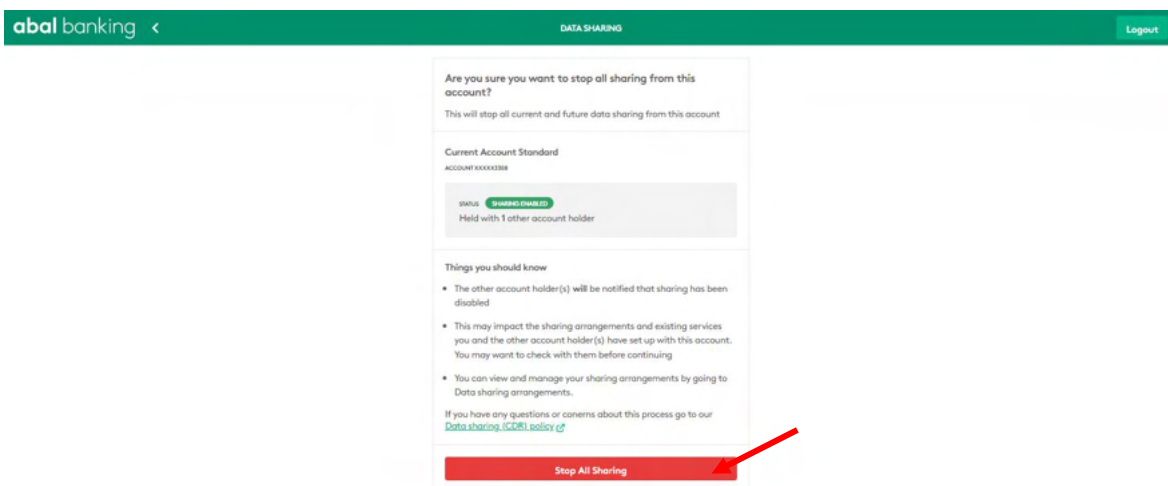 abal banking <
DATA SHARING
Logout
Are you sure you want to stop all sharing from this
account?
This will stop all current and future data sharing from this account
Current Account Standard
STATUS SHARING ENABLED
Held with 1 other account holder
Things you should know
• The other account holder(s) will be notified that sharing has been
disabled
• This may impact the sharing arrangements and existing services
you and the other account holder(s) have set up with this account.
You may want to check with them before continuing
• You can view and manage your sharing arrangements by going to
Data sharing arrangements.
If you have any questions or conerns about this process go to our
Data sharing (CDR) policy
Stop All Sharing